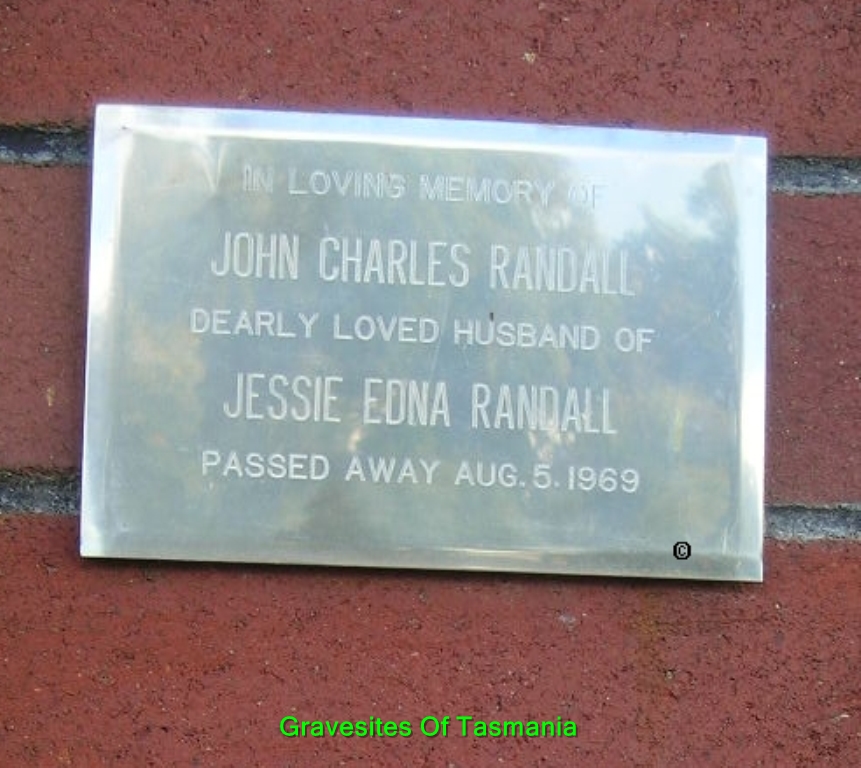 IN LOVING MEMORY OF
JOHN CHARLES RANDALL
DEARLY LOVED HUSBAND OF
JESSIE EDNA RANDALL
PASSED AWAY AUG. 5. 1969
©
Gravesites Of Tasmania